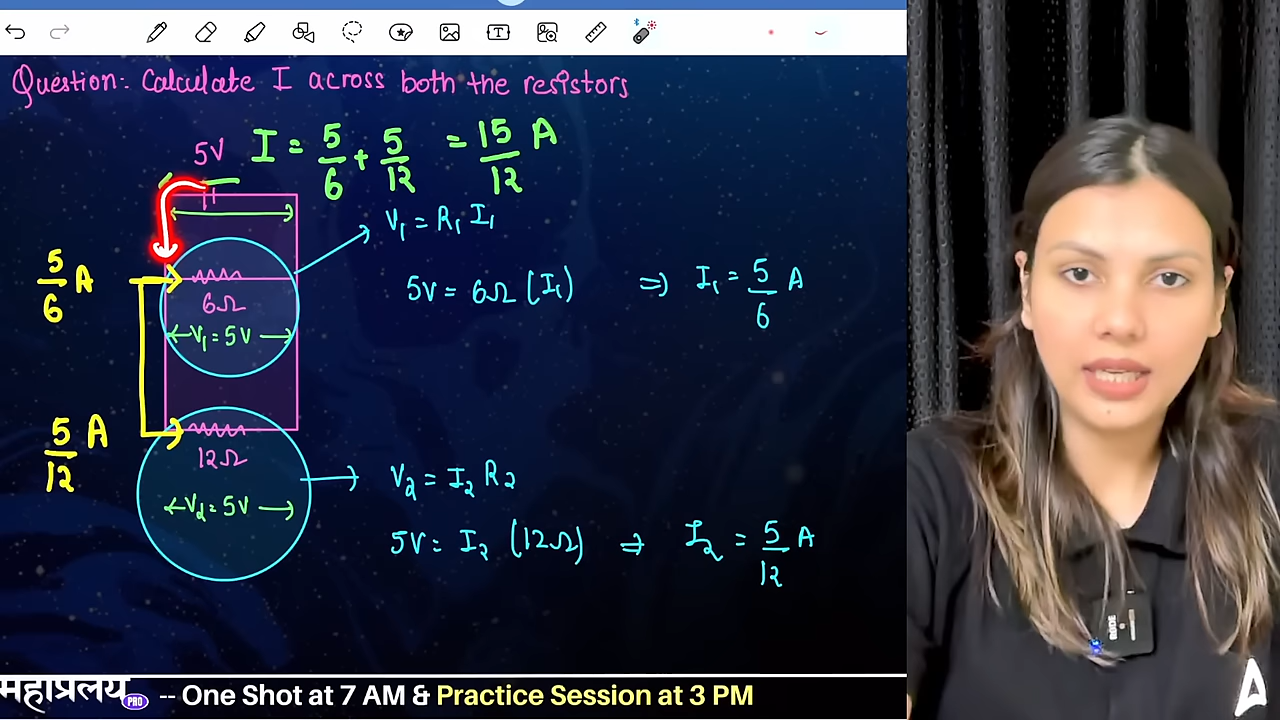 Question: Calculate I across both the resistors
I = 5/6 + 5/12 = 15/12 A
5V
V₁ = R₁ I₁
5/6 A
5V = 6Ω (I₁) ⇒ I₁ = 5/6 A
6Ω
←V₁ = 5V→
5/12 A
12Ω
V₂ = I₂ R₂
←V₂ = 5V→
5V = I₂ (12Ω) ⇒ I₂ = 5/12 A
RODE
महाप्रलय PRO -- One Shot at 7 AM & Practice Session at 3 PM